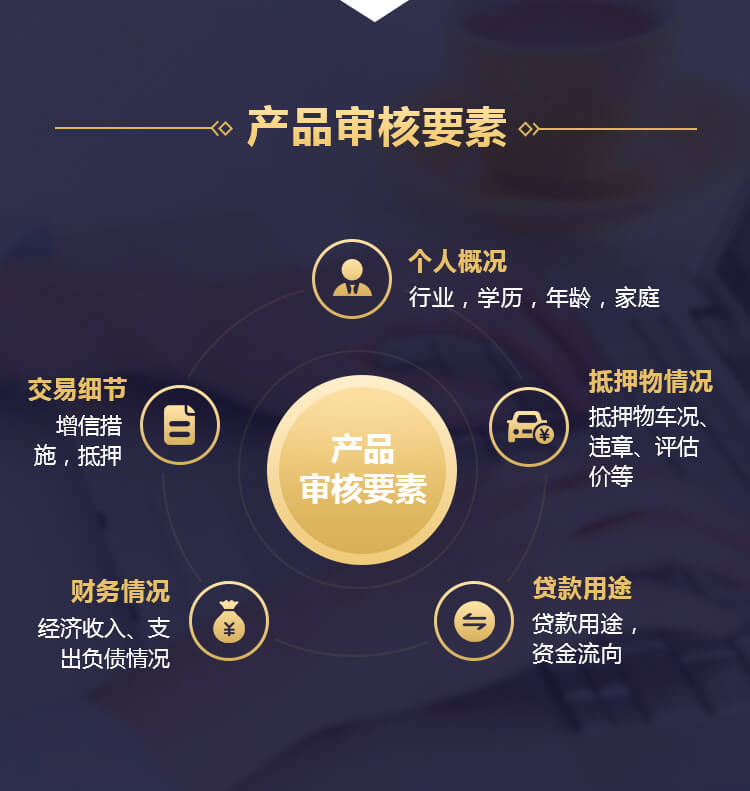 产品审核要素
个人概况
行业，学历，年龄，家庭
抵押物情况
抵押物车况、
违章、评估
价等
交易细节
增信措
施，抵押
产品
审核要素
财务情况
经济收入、支
出负债情况
贷款用途
贷款用途，
资金流向